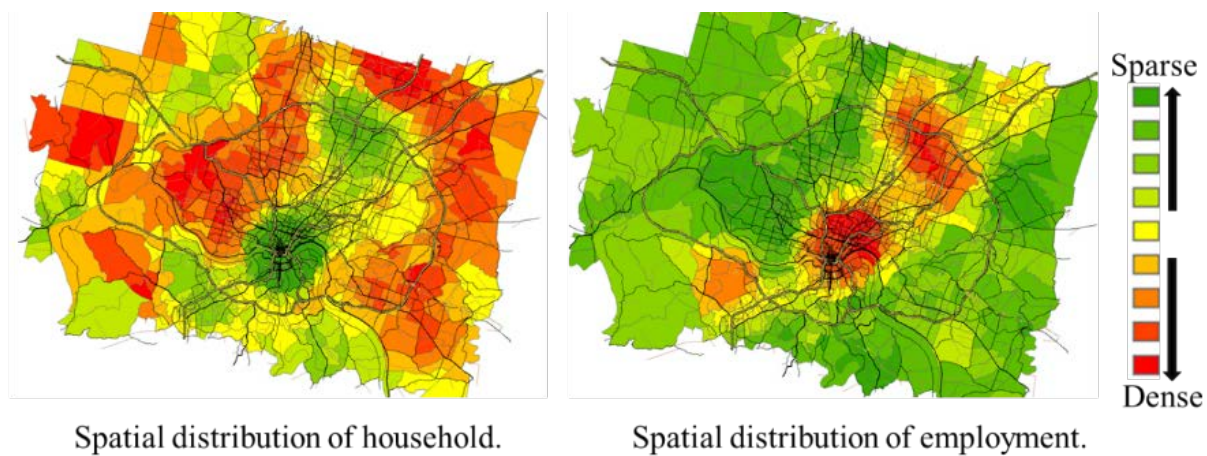 Sparse
Dense
Spatial distribution of household.
Spatial distribution of employment.